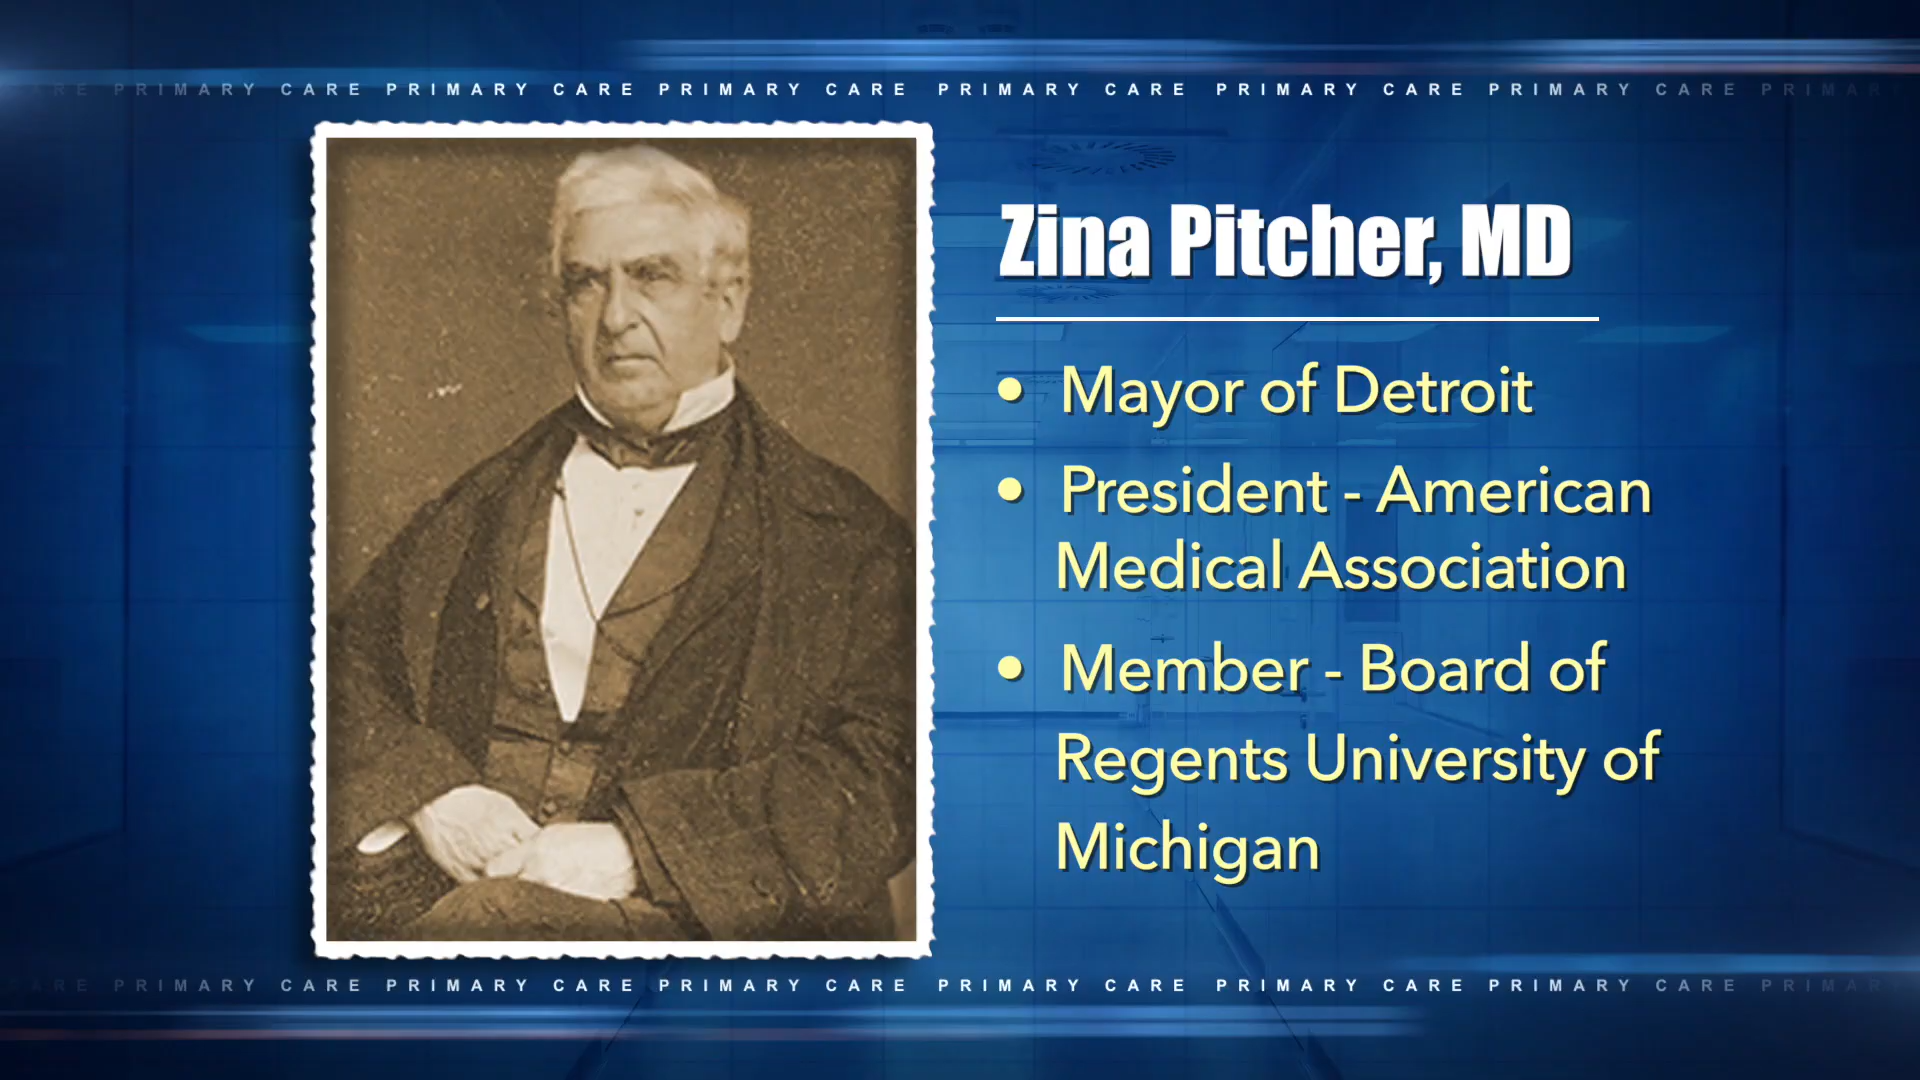 PRIMARY CARE PRIMARY CARE PRIMARY CARE PRIMARY CARE PRIMARY CARE PRIMARY CARE
Zina Pitcher, MD
• Mayor of Detroit
• President - American
Medical Association
• Member - Board of
Regents University of
Michigan
PRIMARY CARE PRIMARY CARE PRIMARY CARE PRIMARY CARE PRIMARY CARE PRIMARY CARE